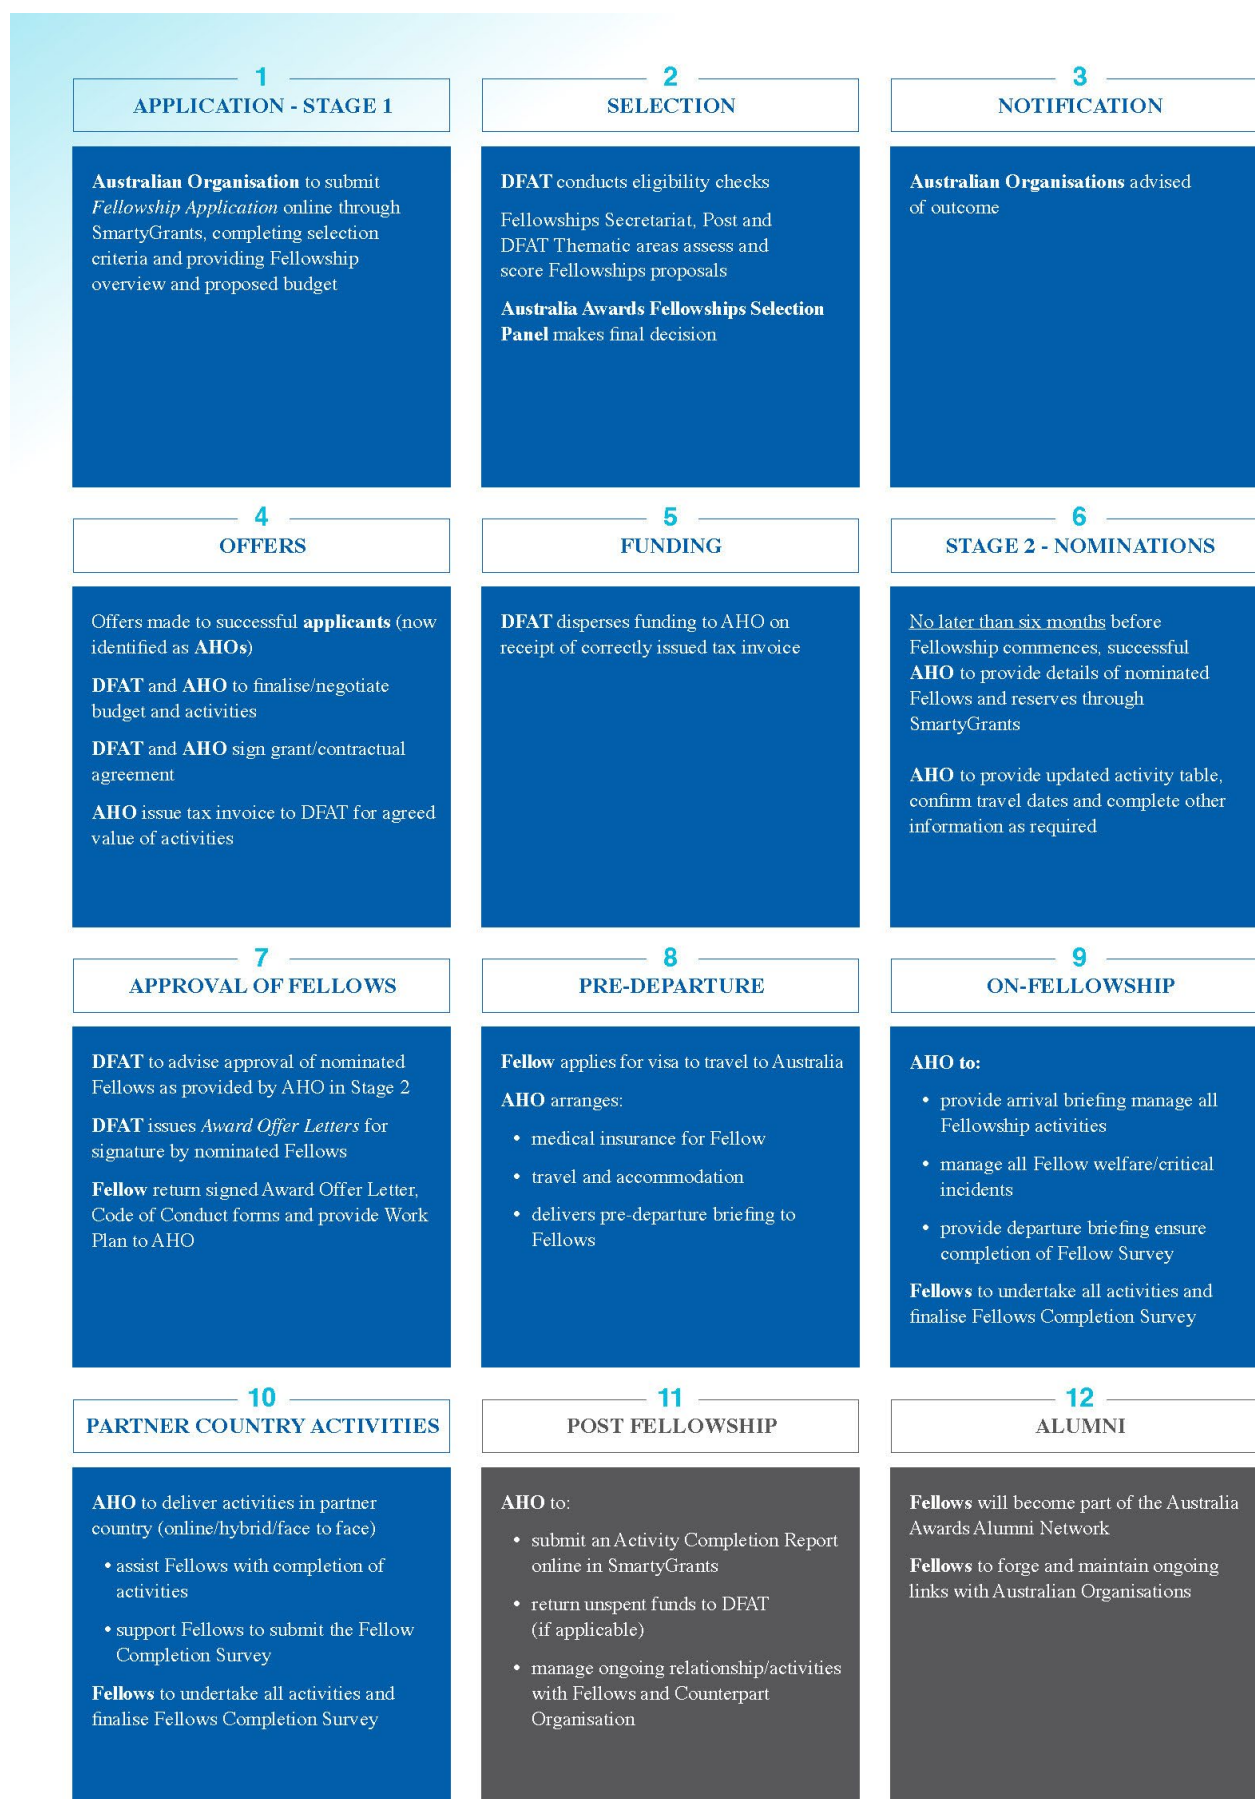 1
APPLICATION - STAGE 1
Australian Organisation to submit
Fellowship Application online through
SmartyGrants, completing selection
criteria and providing Fellowship
overview and proposed budget
2
SELECTION
DFAT conducts eligibility checks
Fellowships Secretariat, Post and
DFAT Thematic areas assess and
score Fellowships proposals
Australia Awards Fellowships Selection
Panel makes final decision
3
NOTIFICATION
Australian Organisations advised
of outcome
4
OFFERS
Offers made to successful applicants (now
identified as AHOs)
DFAT and AHO to finalise/negotiate
budget and activities
DFAT and AHO sign grant/contractual
agreement
AHO issue tax invoice to DFAT for agreed
value of activities
5
FUNDING
DFAT disperses funding to AHO on
receipt of correctly issued tax invoice
6
STAGE 2 - NOMINATIONS
No later than six months before
Fellowship commences, successful
AHO to provide details of nominated
Fellows and reserves through
SmartyGrants
AHO to provide updated activity table,
confirm travel dates and complete other
information as required
7
APPROVAL OF FELLOWS
DFAT to advise approval of nominated
Fellows as provided by AHO in Stage 2
DFAT issues Award Offer Letters for
signature by nominated Fellows
Fellow return signed Award Offer Letter,
Code of Conduct forms and provide Work
Plan to AHO
8
PRE-DEPARTURE
Fellow applies for visa to travel to Australia
AHO arranges:
• medical insurance for Fellow
• travel and accommodation
• delivers pre-departure briefing to
Fellows
9
ON-FELLOWSHIP
AHO to:
• provide arrival briefing manage all
Fellowship activities
• manage all Fellow welfare/critical
incidents
• provide departure briefing ensure
completion of Fellow Survey
Fellows to undertake all activities and
finalise Fellows Completion Survey
10
PARTNER COUNTRY ACTIVITIES
AHO to deliver activities in partner
country (online/hybrid/face to face)
• assist Fellows with completion of
activities
• support Fellows to submit the Fellow
Completion Survey
Fellows to undertake all activities and
finalise Fellows Completion Survey
11
POST FELLOWSHIP
AHO to:
• submit an Activity Completion Report
online in SmartyGrants
• return unspent funds to DFAT
(if applicable)
• manage ongoing relationship/activities
with Fellows and Counterpart
Organisation
12
ALUMNI
Fellows will become part of the Australia
Awards Alumni Network
Fellows to forge and maintain ongoing
links with Australian Organisations